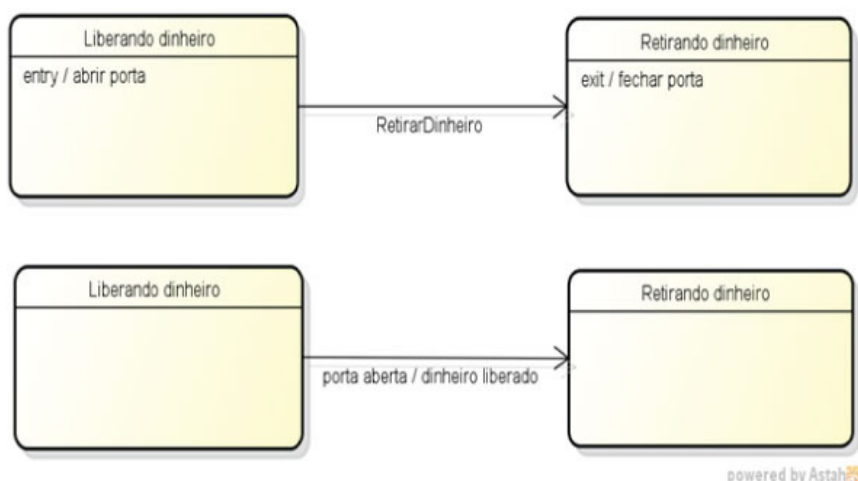 Liberando dinheiro
entry / abrir porta
RetirarDinheiro
Retirando dinheiro
exit / fechar porta
Liberando dinheiro
porta aberta / dinheiro liberado
Retirando dinheiro
powered by Astah